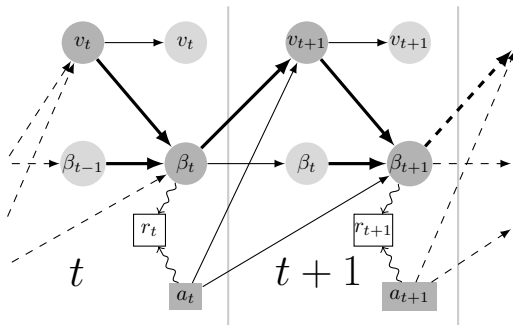 v_t v_t v_{t+1} v_{t+1}
β_{t−1} β_t β_t β_{t+1}
r_t r_{t+1}
t t + 1
a_t a_{t+1}